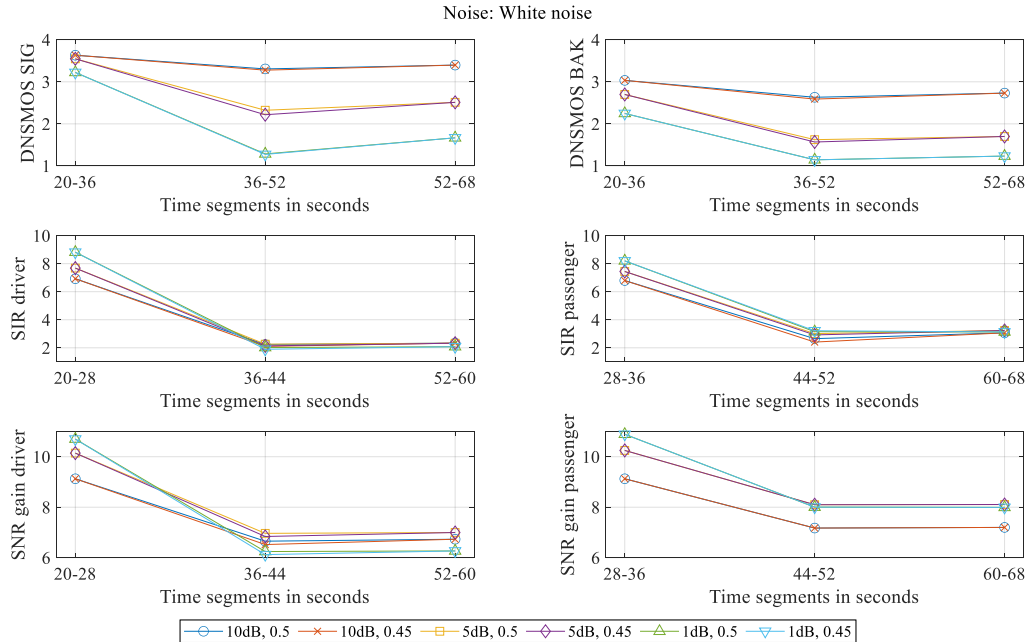 Noise: White noise
DNSMOS SIG
4
3
2
1
20-36 36-52 52-68
Time segments in seconds
DNSMOS BAK
4
3
2
1
20-36 36-52 52-68
Time segments in seconds
SIR driver
10
8
6
4
2
20-28 36-44 52-60
Time segments in seconds
SIR passenger
10
8
6
4
2
28-36 44-52 60-68
Time segments in seconds
SNR gain driver
10
8
6
20-28 36-44 52-60
Time segments in seconds
SNR gain passenger
10
8
6
28-36 44-52 60-68
Time segments in seconds
10dB, 0.5 10dB, 0.45 5dB, 0.5 5dB, 0.45 1dB, 0.5 1dB, 0.45